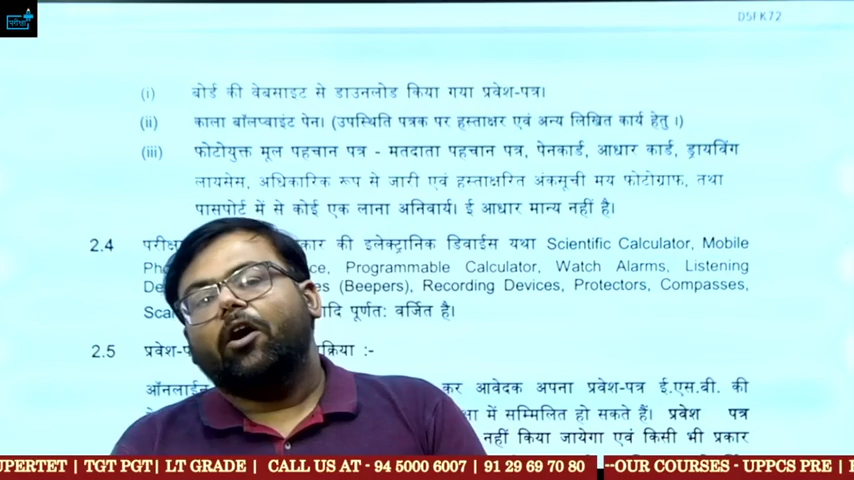 परीक्षा
D5FK72
(i) बोर्ड की वेबसाइट से डाउनलोड किया गया प्रवेश-पत्र।
(ii) काला बॉलप्वाइंट पेन। (उपस्थिति पत्रक पर हस्ताक्षर एवं अन्य लिखित कार्य हेतु।)
(iii) फोटोयुक्त मूल पहचान पत्र - मतदाता पहचान पत्र, पेनकार्ड, आधार कार्ड, ड्रायविंग
लायसेंस, अधिकारिक रूप से जारी एवं हस्ताक्षरित अंकसूची मय फोटोग्राफ, तथा
पासपोर्ट में से कोई एक लाना अनिवार्य। ई आधार मान्य नहीं है।
2.4 परीक्षा कार की इलेक्ट्रानिक डिवाईस यथा Scientific Calculator, Mobile
Pho ce, Programmable Calculator, Watch Alarms, Listening
De es (Beepers), Recording Devices, Protectors, Compasses,
Sca ादि पूर्णत: वर्जित है।
2.5 प्रवेश-प क्रिया :-
ऑनलाईन कर आवेदक अपना प्रवेश-पत्र ई.एस.बी. की
क्षा में सम्मिलित हो सकते हैं। प्रवेश पत्र
नहीं किया जायेगा एवं किसी भी प्रकार
UPERTET | TGT PGT| LT GRADE | CALL US AT - 94 5000 6007 | 91 29 69 70 80 --OUR COURSES - UPPCS PRE |